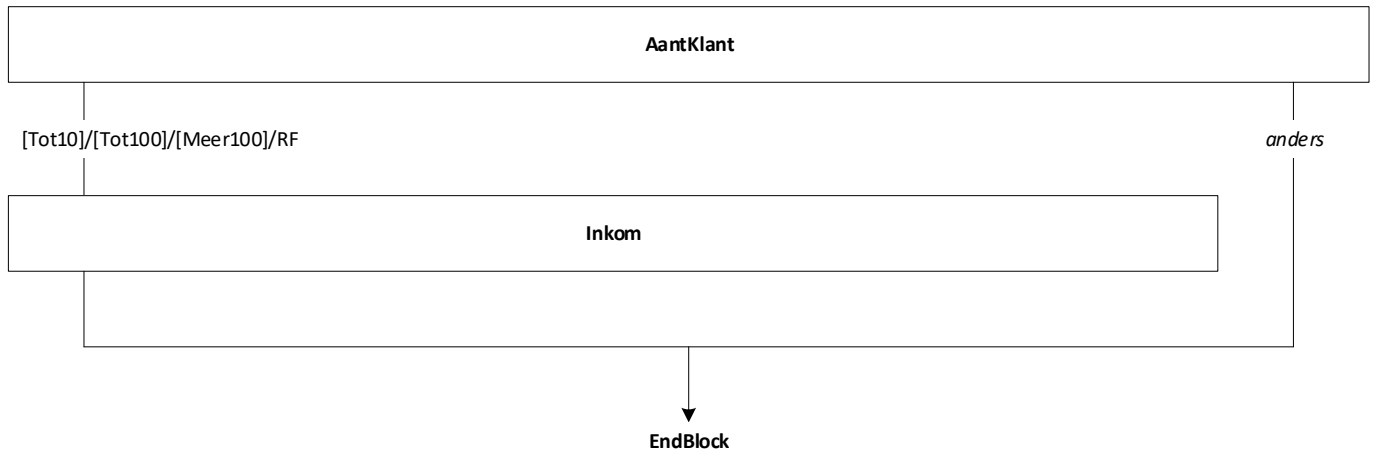 AantKlant
[Tot10]/[Tot100]/[Meer100]/RF
anders
Inkom
EndBlock